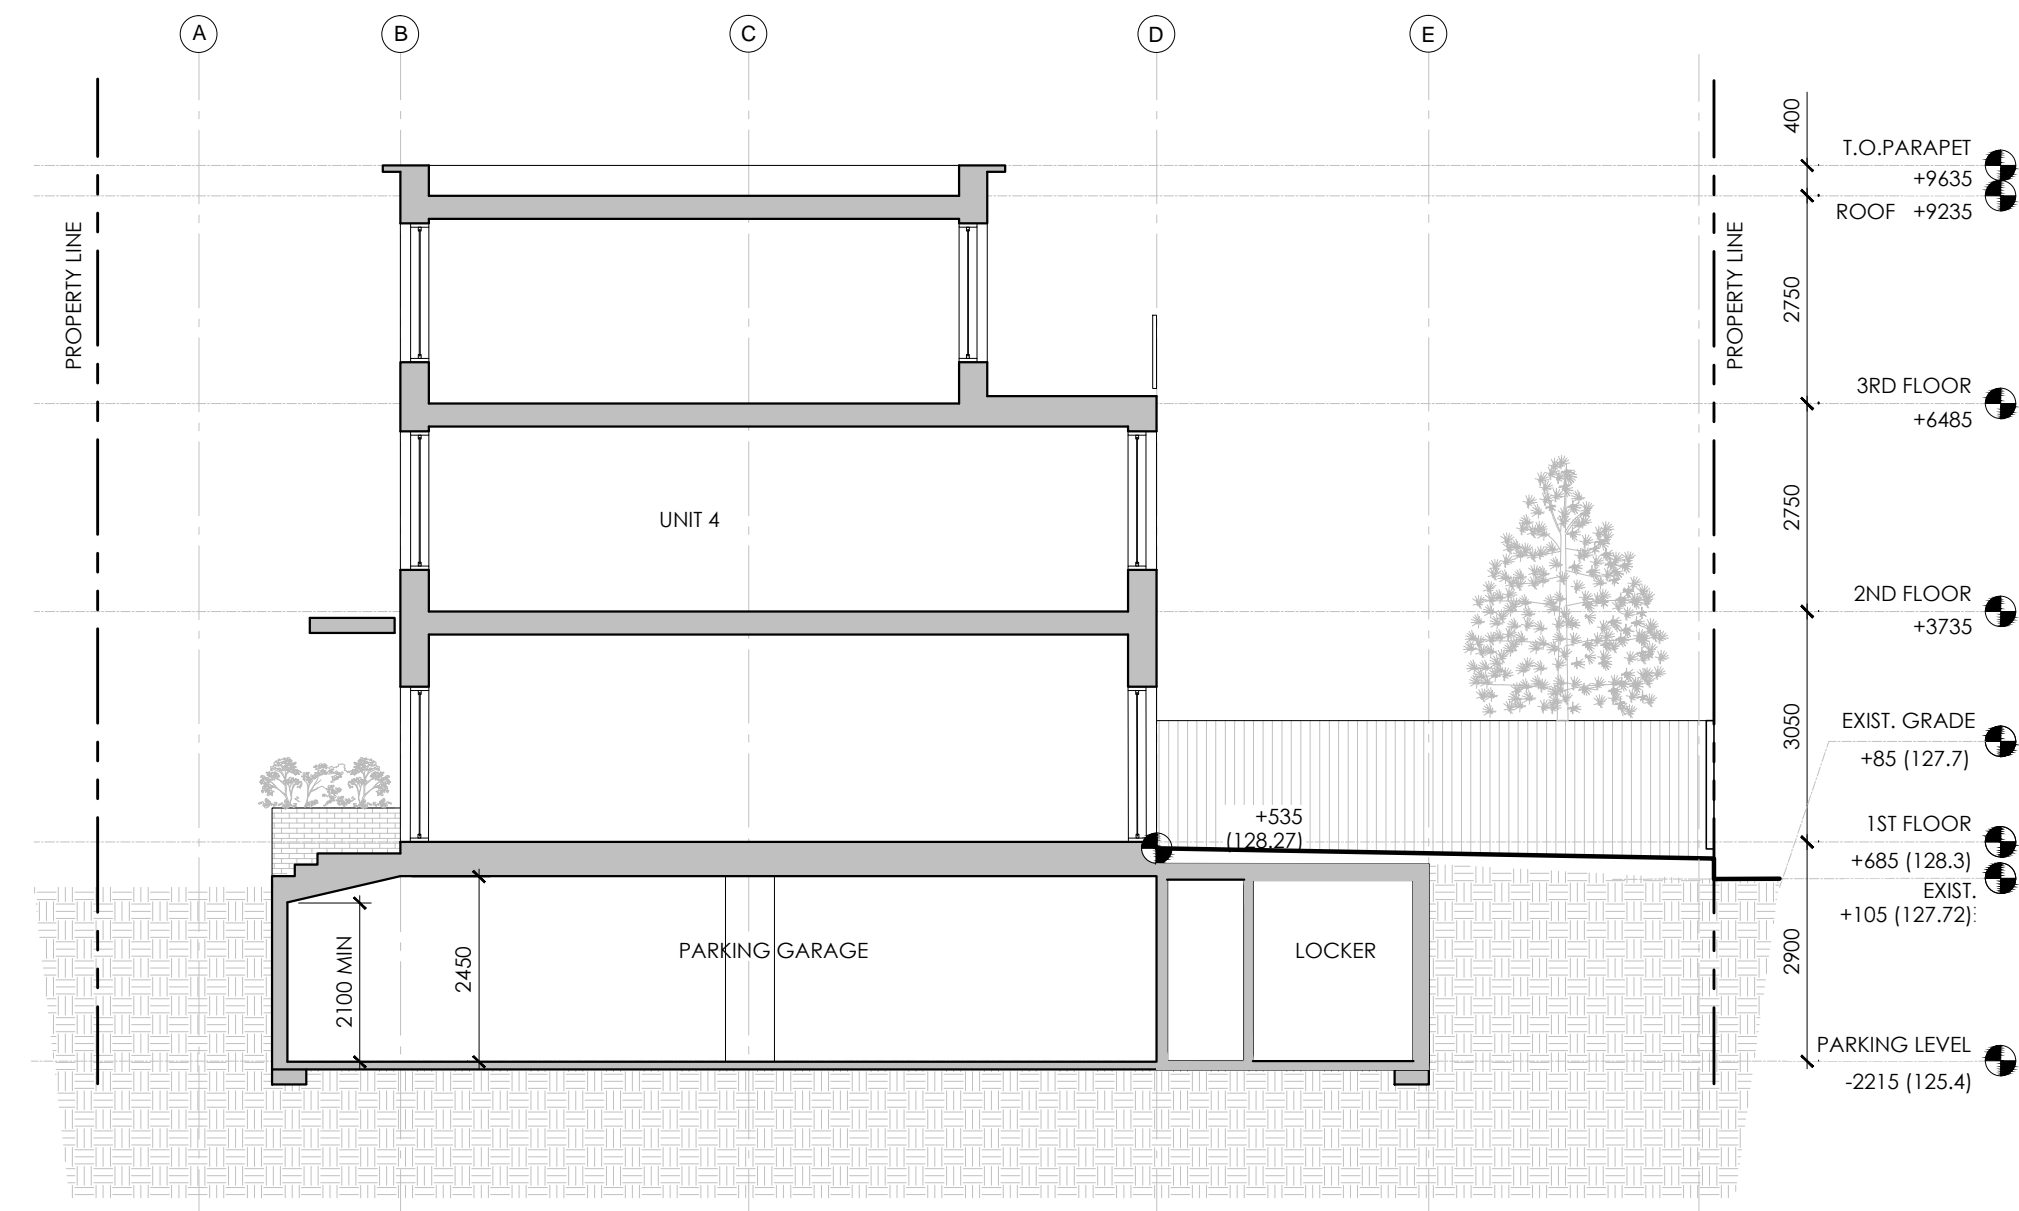 A
B
C
D
E
400
T.O.PARAPET
+9635
ROOF +9235
PROPERTY LINE
PROPERTY LINE
2750
3RD FLOOR
+6485
2750
UNIT 4
2ND FLOOR
+3735
3050
EXIST. GRADE
+85 (127.7)
+535
(128.27)
1ST FLOOR
+685 (128.3)
EXIST.
+105 (127.72)
2100 MIN
2450
PARKING GARAGE
LOCKER
2900
PARKING LEVEL
-2215 (125.4)